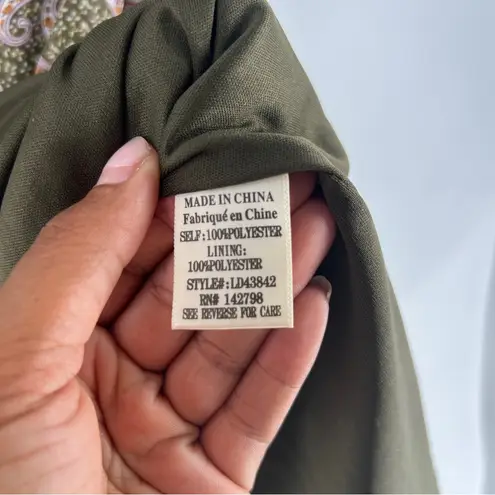 MADE IN CHINA
Fabriqué en Chine
SELF:100%POLYESTER
LINING:
100%POLYESTER
STYLE#:LD43842
RN# 142798
SEE REVERSE FOR CARE